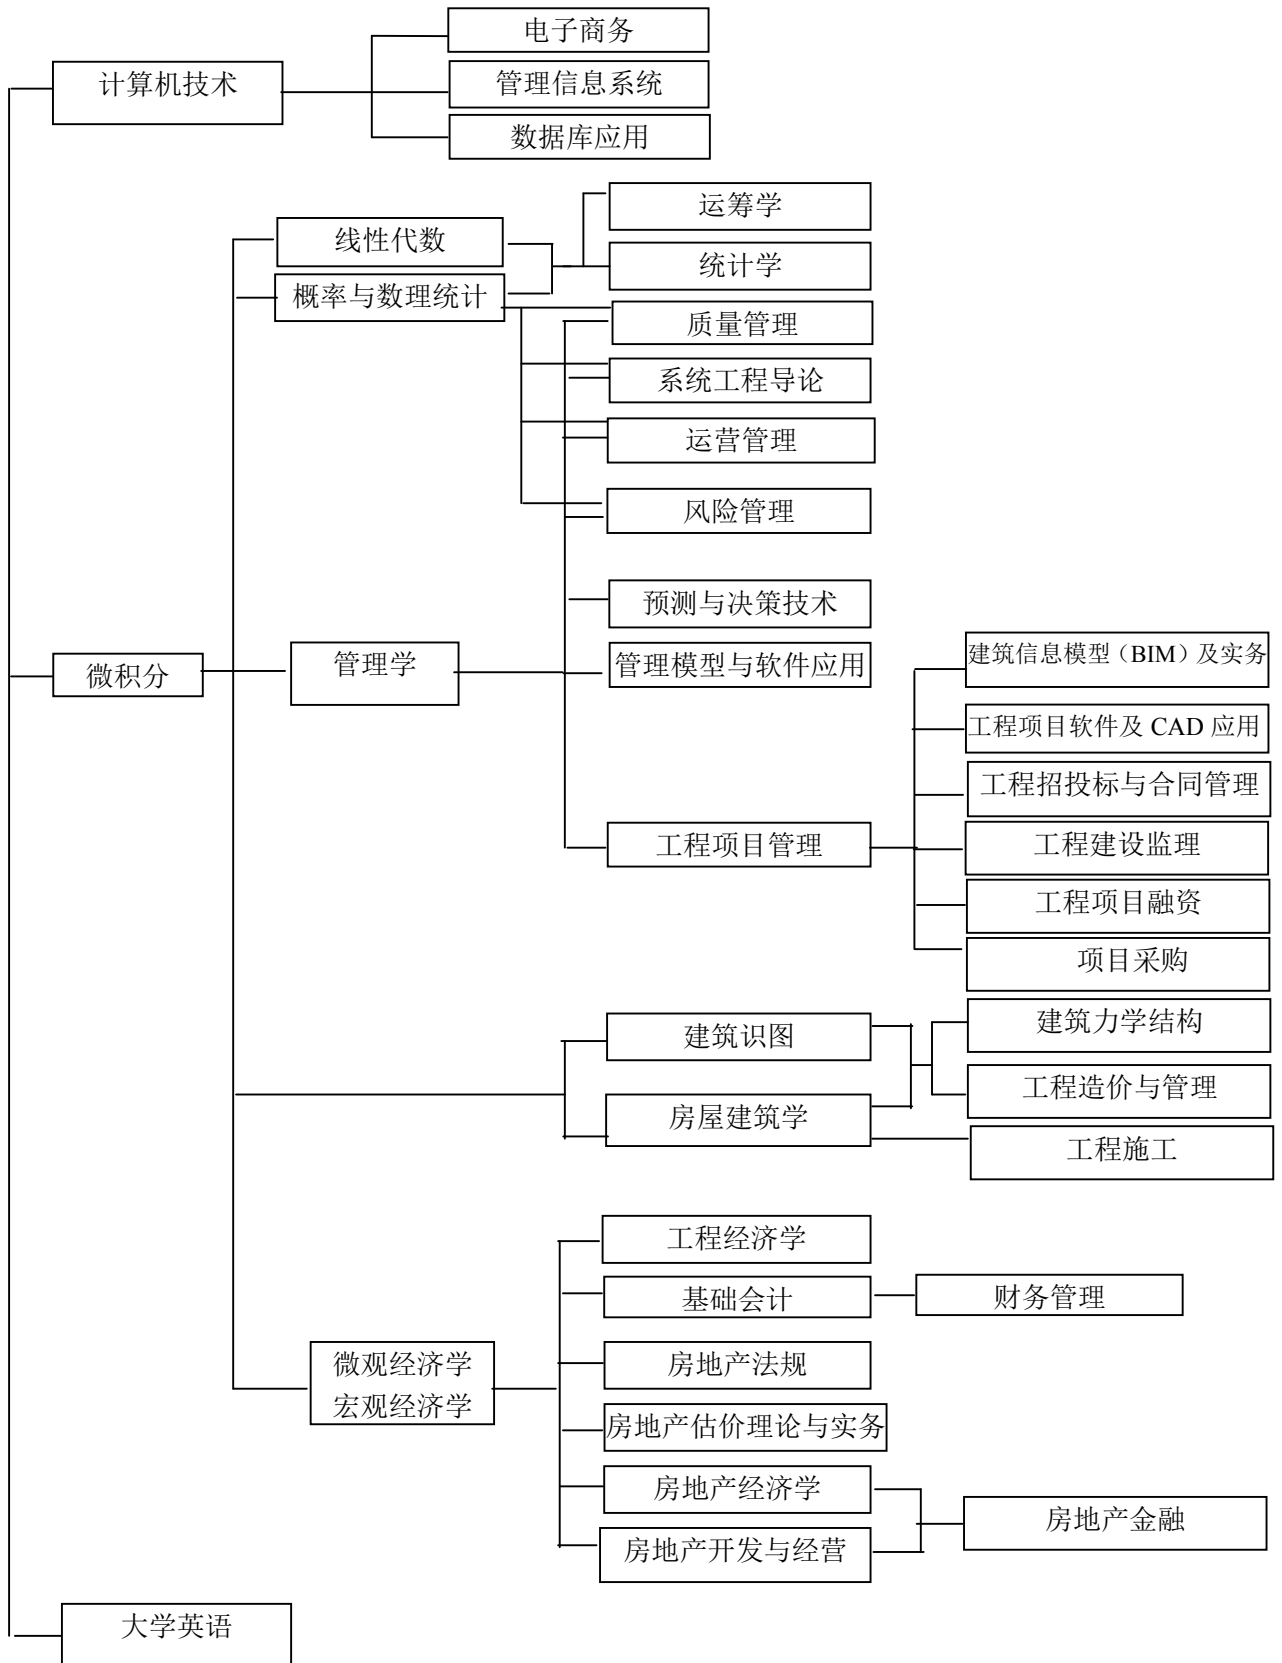 电子商务
计算机技术
管理信息系统
数据库应用
运筹学
线性代数
统计学
概率与数理统计
质量管理
系统工程导论
运营管理
风险管理
预测与决策技术
微积分
管理学
管理模型与软件应用
建筑信息模型（BIM）及实务
工程项目软件及 CAD 应用
工程招投标与合同管理
工程项目管理
工程建设监理
工程项目融资
项目采购
建筑识图
建筑力学结构
工程造价与管理
房屋建筑学
工程施工
工程经济学
基础会计
财务管理
微观经济学
宏观经济学
房地产法规
房地产估价理论与实务
房地产经济学
房地产金融
房地产开发与经营
大学英语